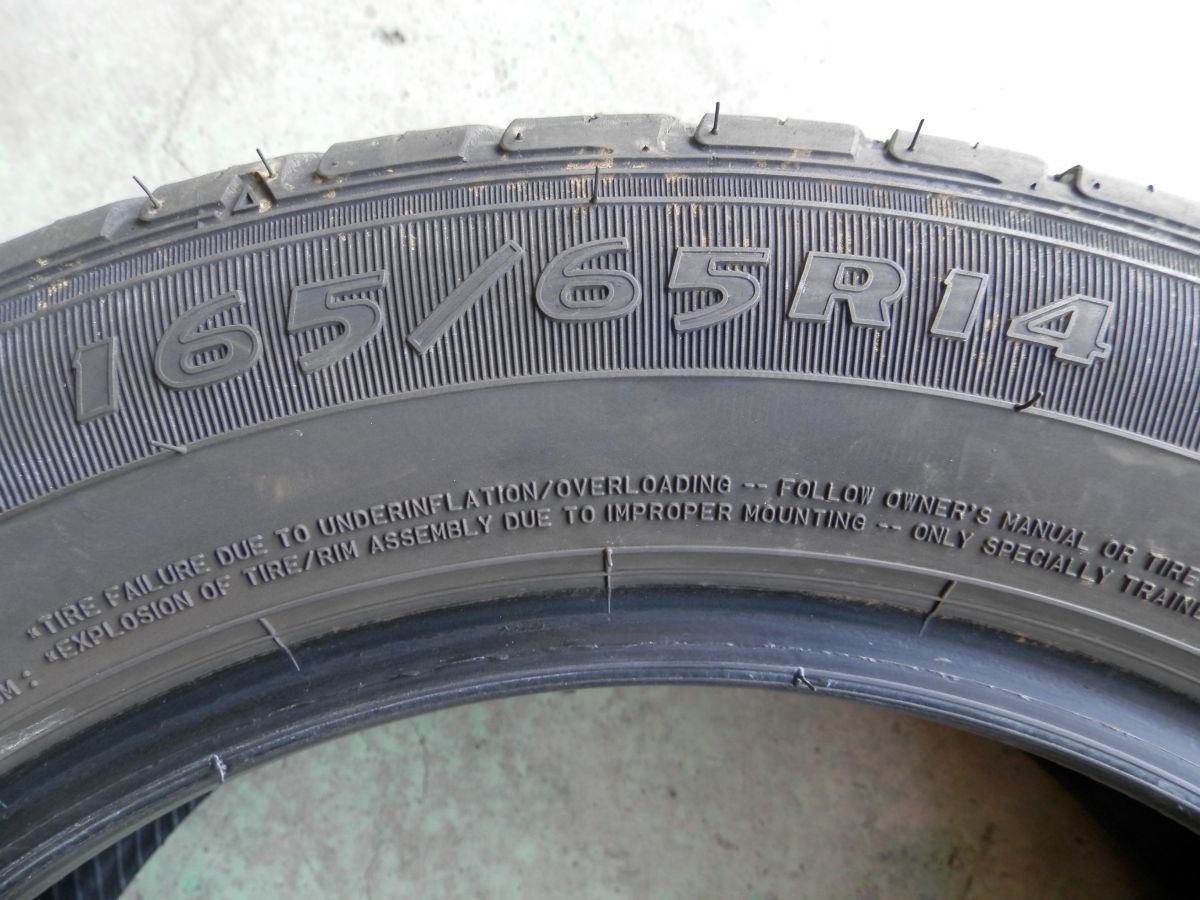 165/65R14
*TIRE FAILURE DUE TO UNDERINFLATION/OVERLOADING -- FOLLOW OWNER'S MANUAL OR TIRE
*EXPLOSION OF TIRE/RIM ASSEMBLY DUE TO IMPROPER MOUNTING -- ONLY SPECIALLY TRAINE